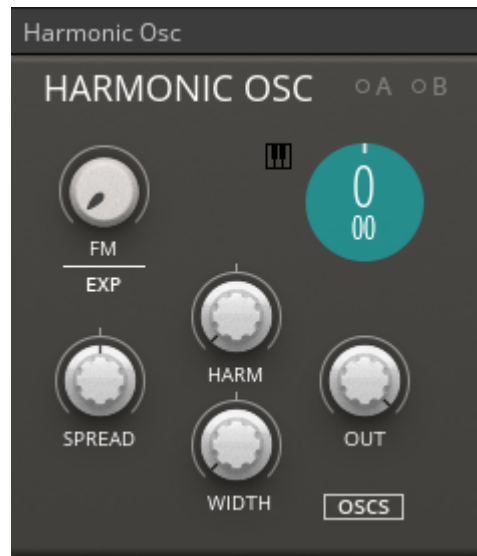 Harmonic Osc
HARMONIC OSC A B
0
00
FM
EXP
HARM
SPREAD
OUT
WIDTH
OSCS